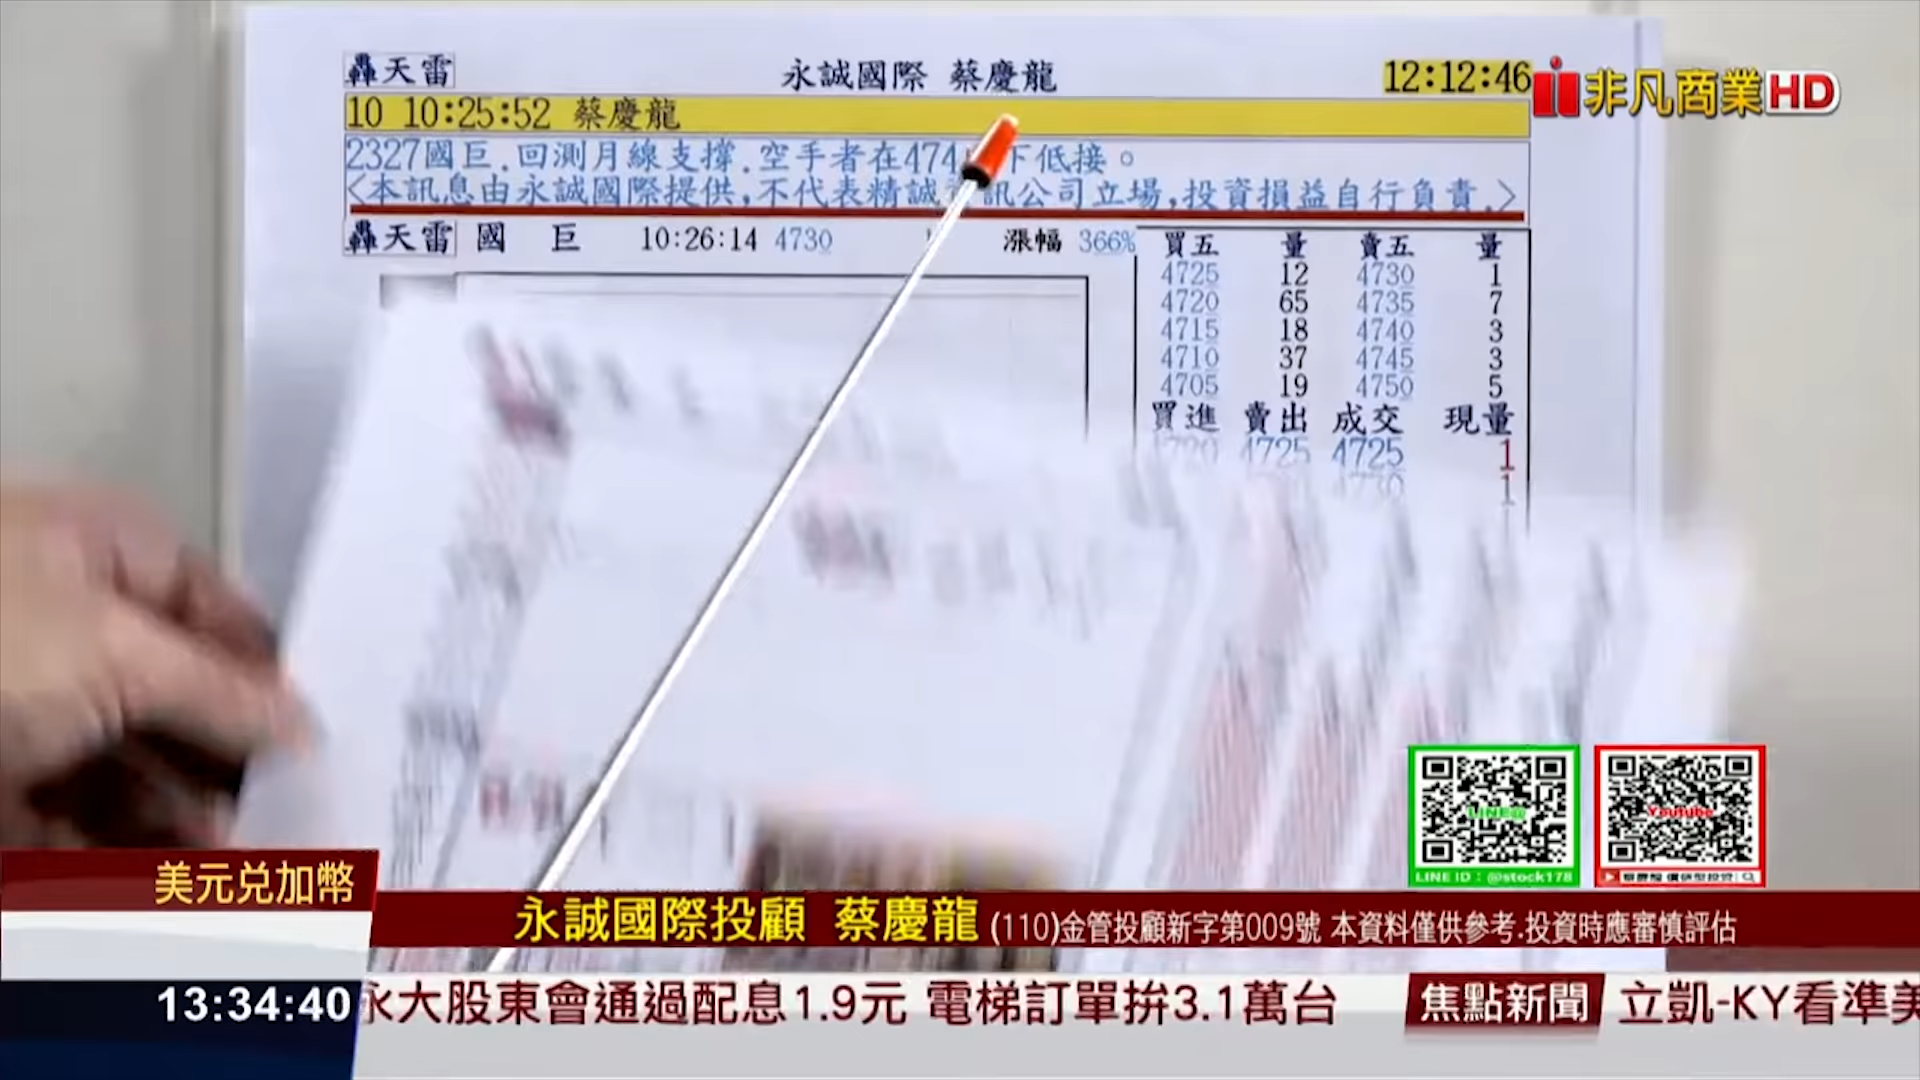 轟天雷 永誠國際 蔡慶龍 12:12:46
非凡商業HD
10 10:25:52 蔡慶龍
2327國巨.回測月線支撐.空手者在474 下低接。
<本訊息由永誠國際提供,不代表精誠 訊公司立場,投資損益自行負責.>
轟天雷 國 巨 10:26:14 4730 漲幅 366%
買五 量 賣五 量
4725 12 4730 1
4720 65 4735 7
4715 18 4740 3
4710 37 4745 3
4705 19 4750 5
買進 賣出 成交 現量
4720 4725 4725 1
4730 1
LINE@
LINE ID：@stock178
Youtube
美元兌加幣
永誠國際投顧 蔡慶龍 (110)金管投顧新字第009號 本資料僅供參考.投資時應審慎評估
13:34:40 永大股東會通過配息1.9元 電梯訂單拚3.1萬台 焦點新聞 立凱-KY看準美